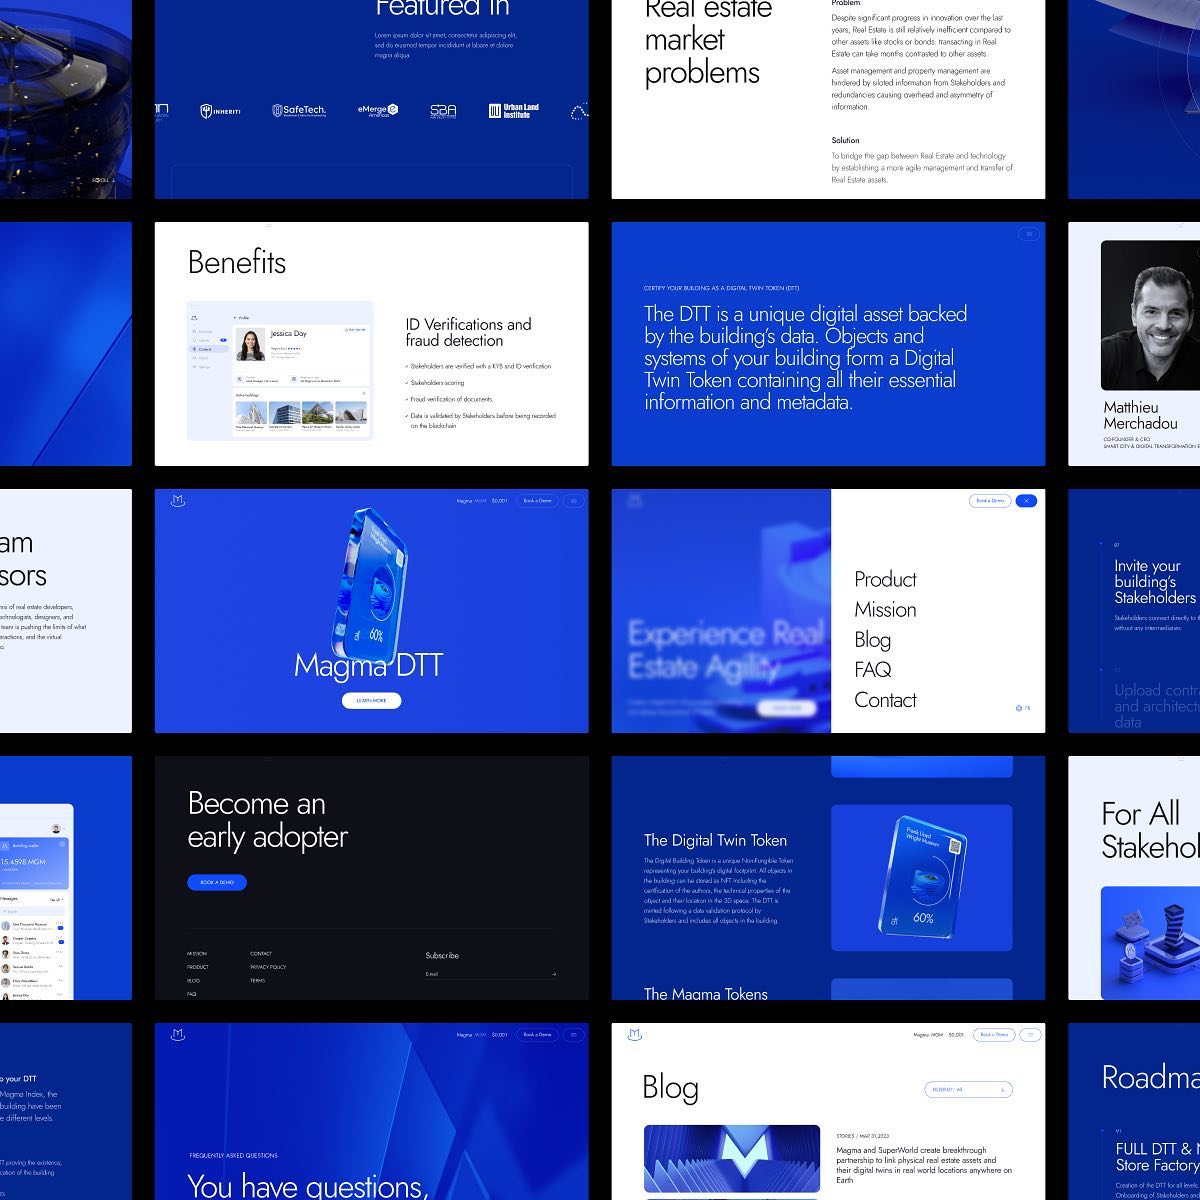 SCROLL ↓
Featured in
Lorem ipsum dolor sit amet, consectetur adipiscing elit,
sed do eiusmod tempor incididunt ut labore et dolore
magna aliqua.
INHERITI
SafeTech.
eMerge
Americas
SBA
Urban Land
Institute
Real estate
market
problems
Problem
Despite significant progress in innovation over the last
years, Real Estate is still relatively inefficient compared to
other assets like stocks or bonds: transacting in Real
Estate can take months contrasted to other assets
Asset management and property management are
hindered by siloted information from Stakeholders and
redundancies causing overhead and asymmetry of
information.
Solution
To bridge the gap between Real Estate and technology
by establishing a more agile management and transfer of
Real Estate assets.
Benefits
Profile
Jessica Doy
Active buildings
ID Verifications and
fraud detection
✓ Stakeholders are verified with a KYB and ID verification
✓ Stakeholders scoring
✓ Fraud verification of documents.
✓ Data is validated by Stakeholders before being recorded
on the blockchain
CERTIFY YOUR BUILDING AS A DIGITAL TWIN TOKEN (DTT)
The DTT is a unique digital asset backed
by the building's data. Objects and
systems of your building form a Digital
Twin Token containing all their essential
information and metadata.
Matthieu
Merchadou
CO-FOUNDER & CEO
SMART CITY & DIGITAL TRANSFORMATION E
am
sors
nix of real estate developers,
echnologists, designers, and
team is pushing the limits of what
eractions, and the virtual
o.
Magma MGM $0,001 Book a Demo
Frank Lloyd
Wright Museum
60%
Magma DTT
LEARN MORE
Experience Real
Estate Agility
Book a Demo
Product
Mission
Blog
FAQ
Contact
FR
01
Invite your
building's
Stakeholders
Stakeholders connect directly to th
without any intermediaries.
02
Upload contra
and architectu
data
Building wallet
15.4598 MGM
Messages
See all
Search
Become an
early adopter
BOOK A DEMO
MISSION
PRODUCT
BLOG
FAQ
CONTACT
PRIVACY POLICY
TERMS
Subscribe
E-mail →
The Digital Twin Token
The Digital Building Token is a unique Non-Fungible Token
representing your building's digital footprint. All objects in
the building can be stored as NFT including the
certification of the authors, the technical properties of the
object and their location in the 3D space. The DTT is
minted following a data validation protocol by
Stakeholders and includes all objects in the building.
Frank Lloyd
Wright Museum
60%
The Magma Tokens
For All
Stakehol
o your DTT
Magma Index, the
building have been
e different levels.
TT proving the existence,
cation of the building
Magma MGM $0,001 Book a Demo
FREQUENTLY ASKED QUESTIONS
You have questions,
Magma MGM $0,001 Book a Demo
Blog
FILTER BY : All ↓
STORIES / MAR 31,2023
Magma and SuperWorld create breakthrough
partnership to link physical real estate assets and
their digital twins in real world locations anywhere on
Earth
Roadma
V1
FULL DTT & N
Store Factory
Creation of the DTT for all levels
Onboarding of Stakeholders and